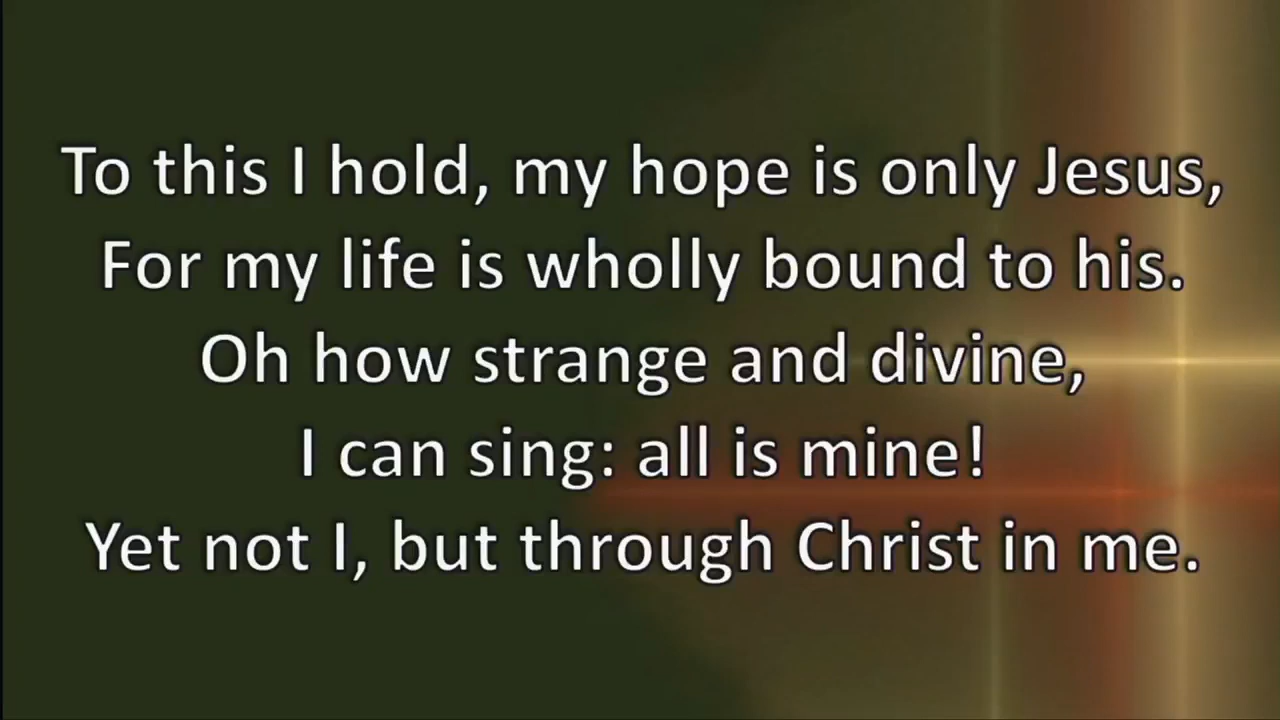 To this I hold, my hope is only Jesus,
For my life is wholly bound to his.
Oh how strange and divine,
I can sing: all is mine!
Yet not I, but through Christ in me.